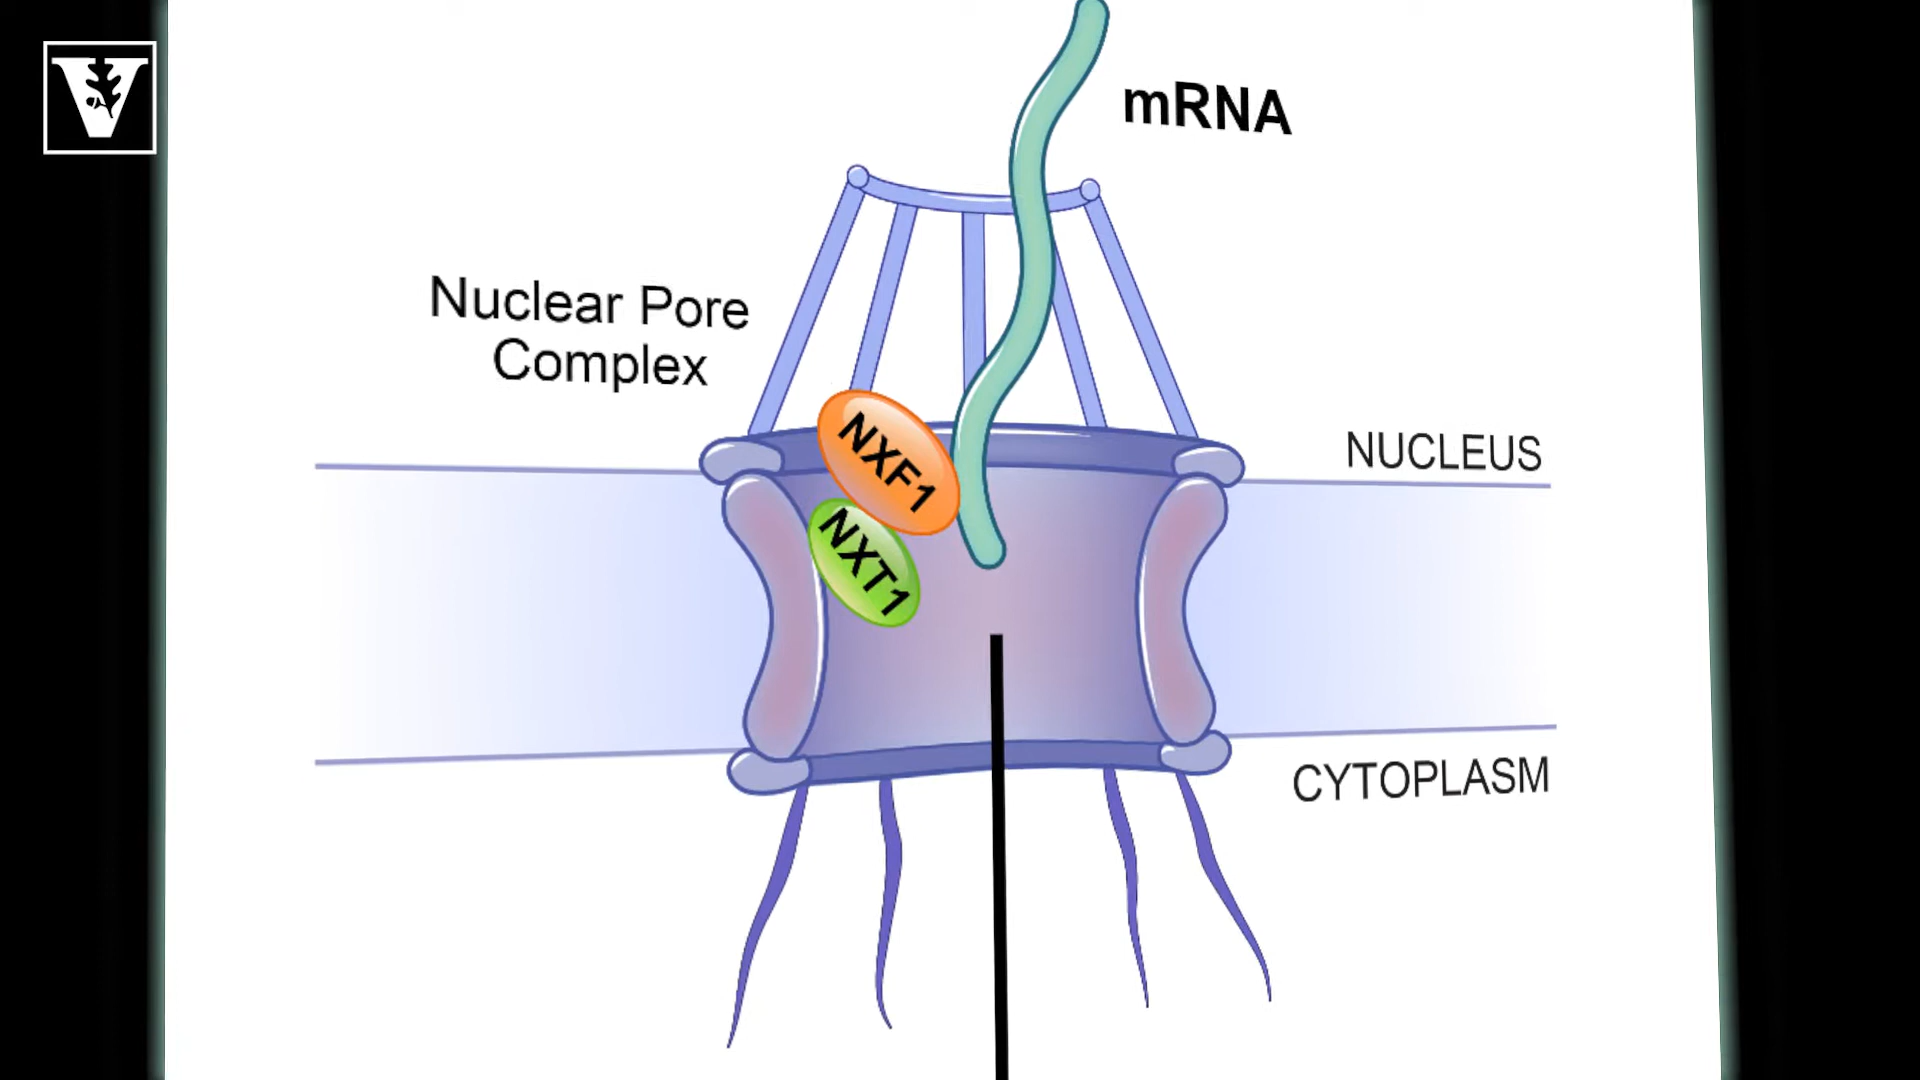 V
mRNA
Nuclear Pore
Complex
NXF1
NUCLEUS
NXT1
CYTOPLASM